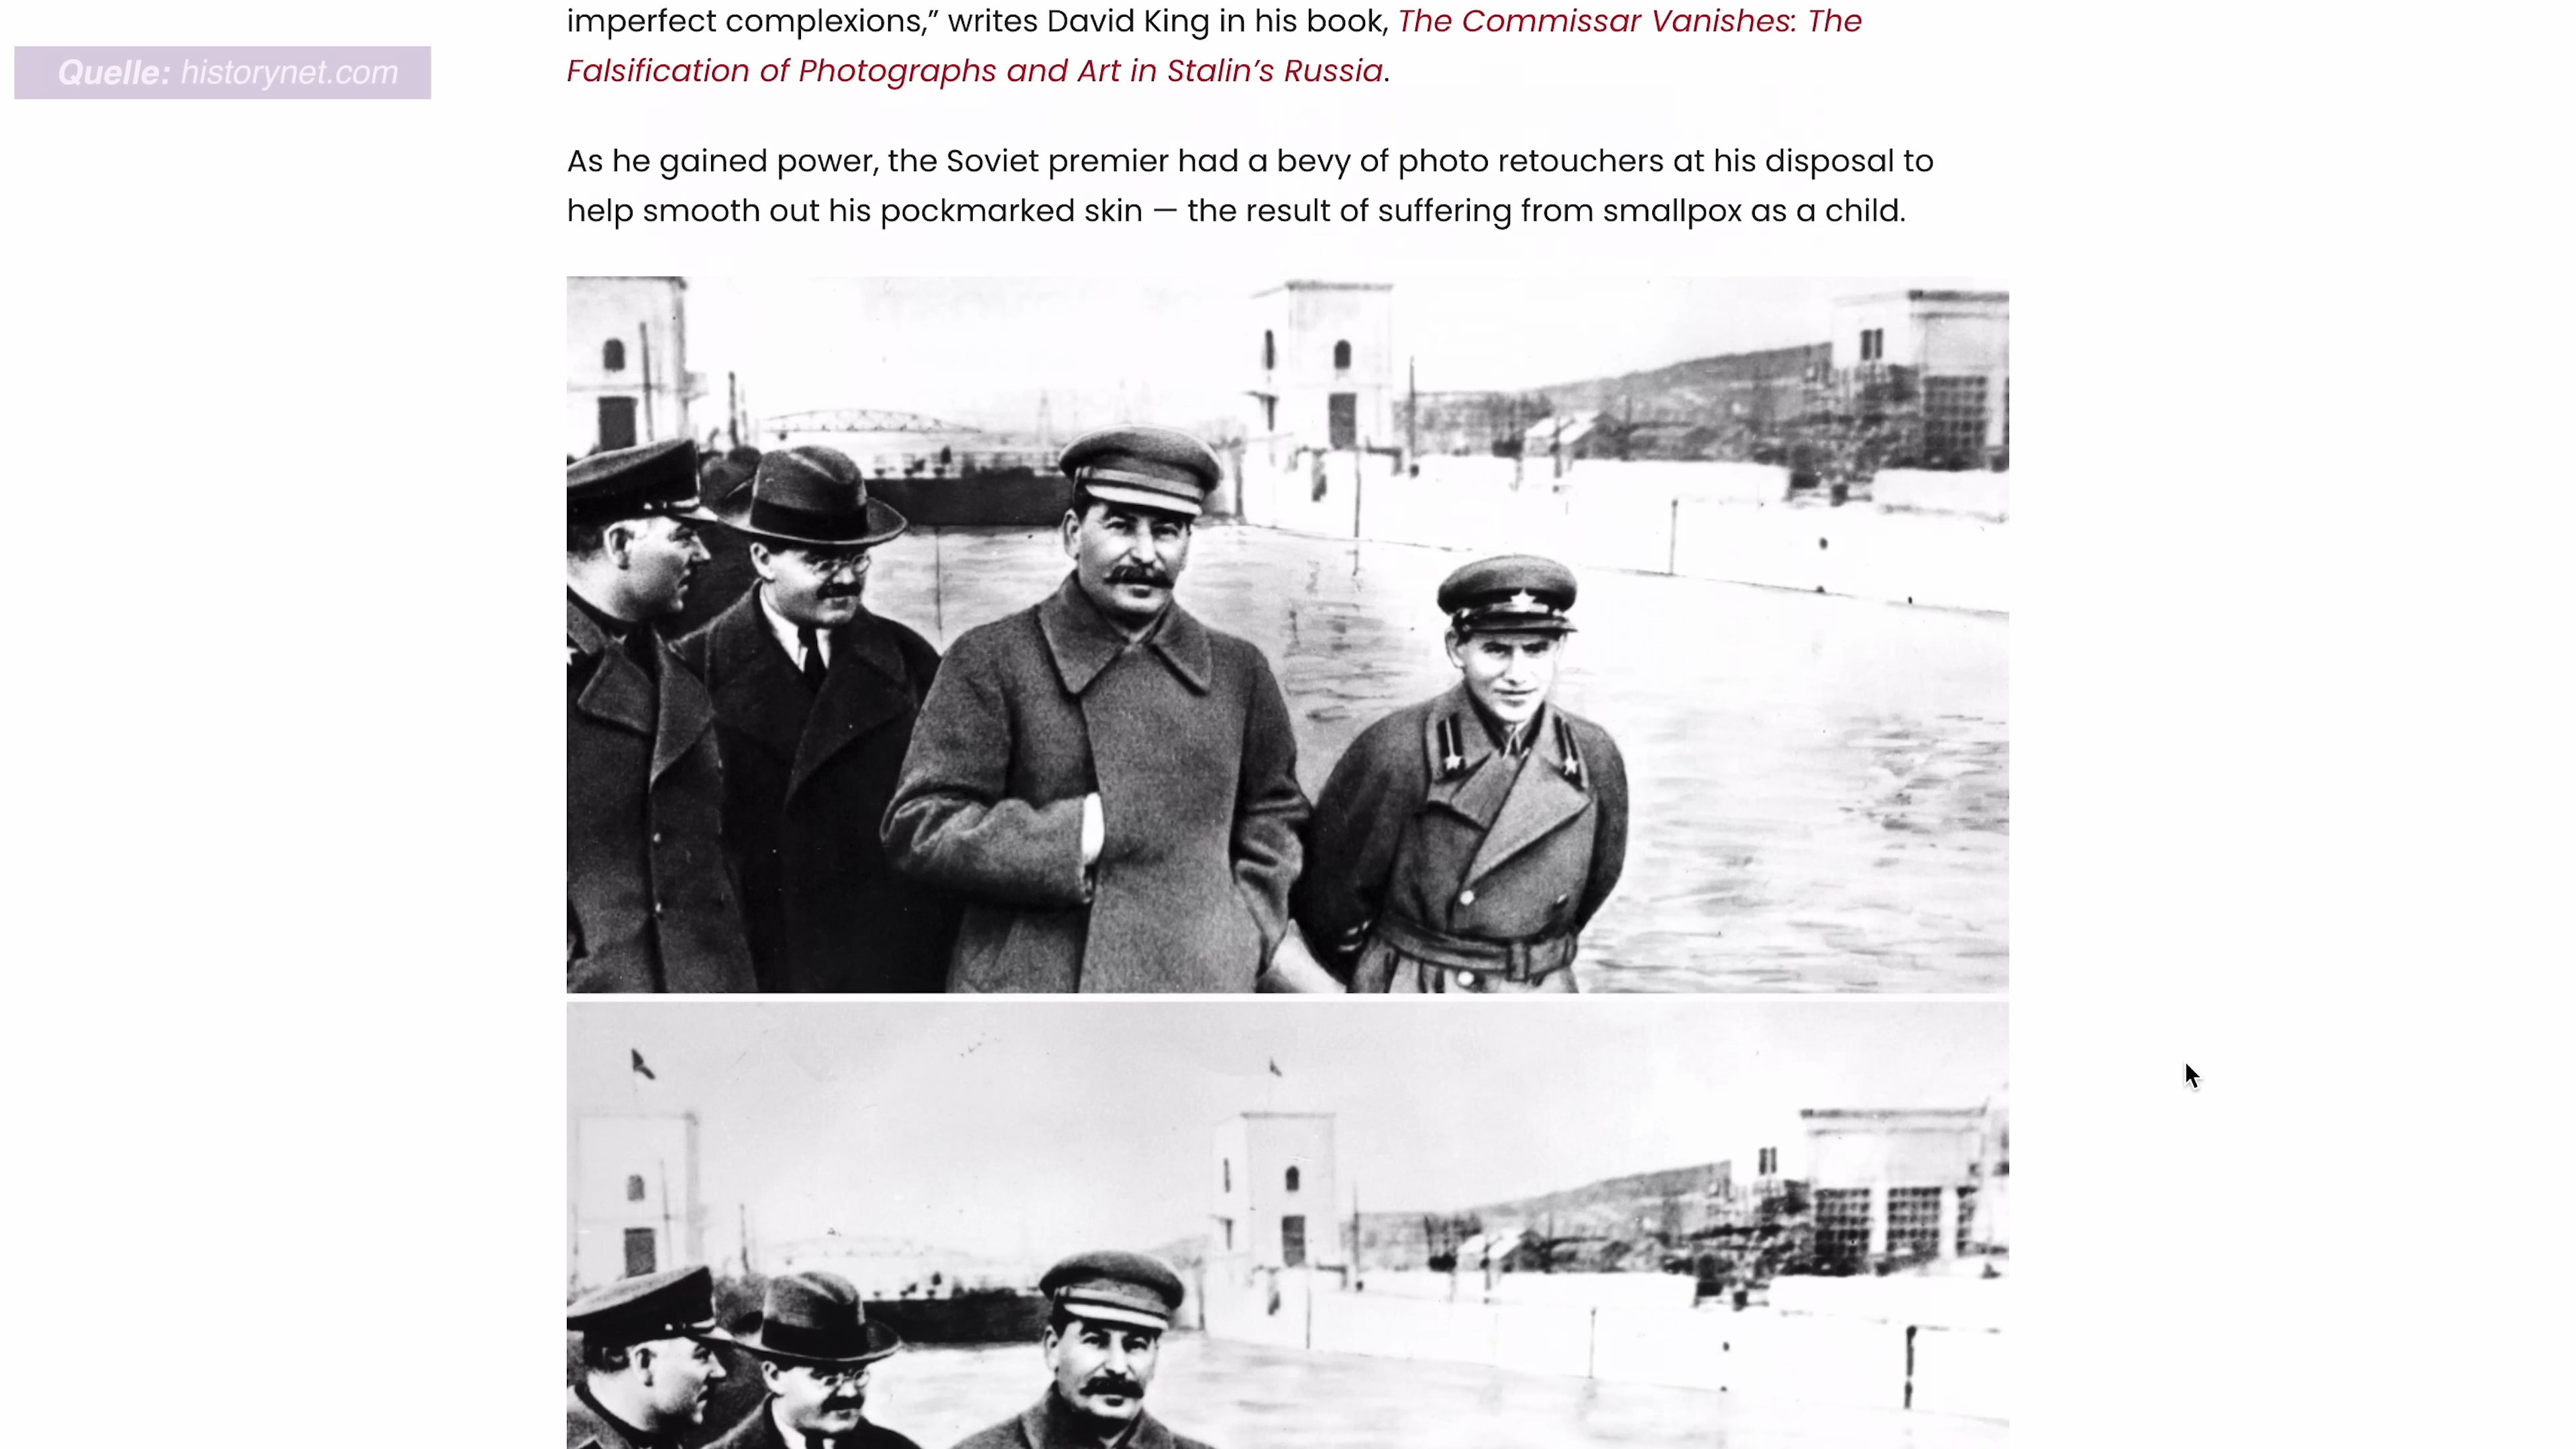 imperfect complexions,” writes David King in his book, The Commissar Vanishes: The
Quelle: historynet.com
Falsification of Photographs and Art in Stalin’s Russia.
As he gained power, the Soviet premier had a bevy of photo retouchers at his disposal to
help smooth out his pockmarked skin — the result of suffering from smallpox as a child.